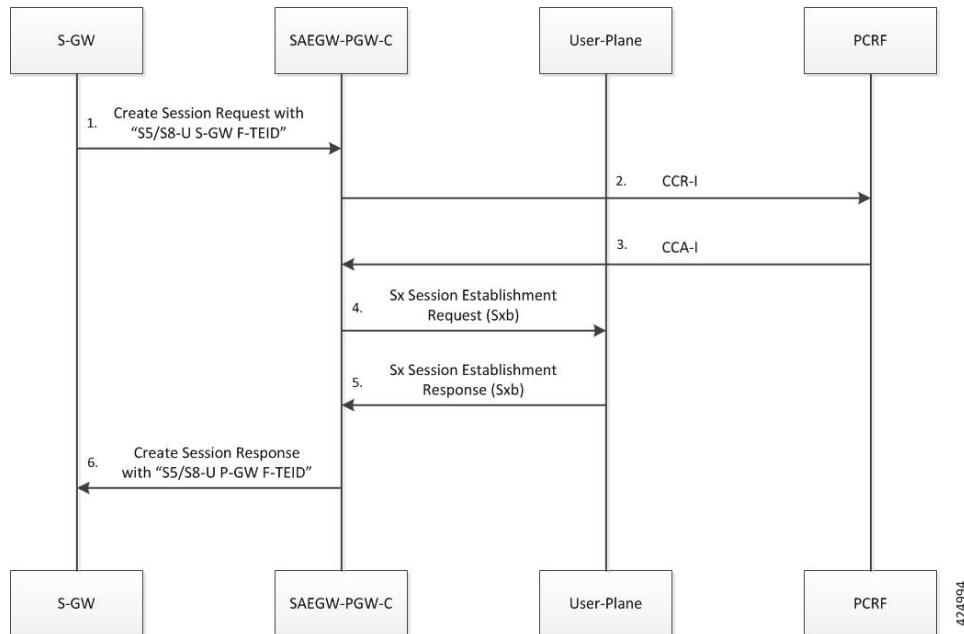 S-GW
SAEGW-PGW-C
User-Plane
PCRF
1.
Create Session Request with
“S5/S8-U S-GW F-TEID”
2.
CCR-I
3.
CCA-I
4.
Sx Session Establishment
Request (Sxb)
5.
Sx Session Establishment
Response (Sxb)
6.
Create Session Response
with “S5/S8-U P-GW F-TEID”
S-GW
SAEGW-PGW-C
User-Plane
PCRF
424994